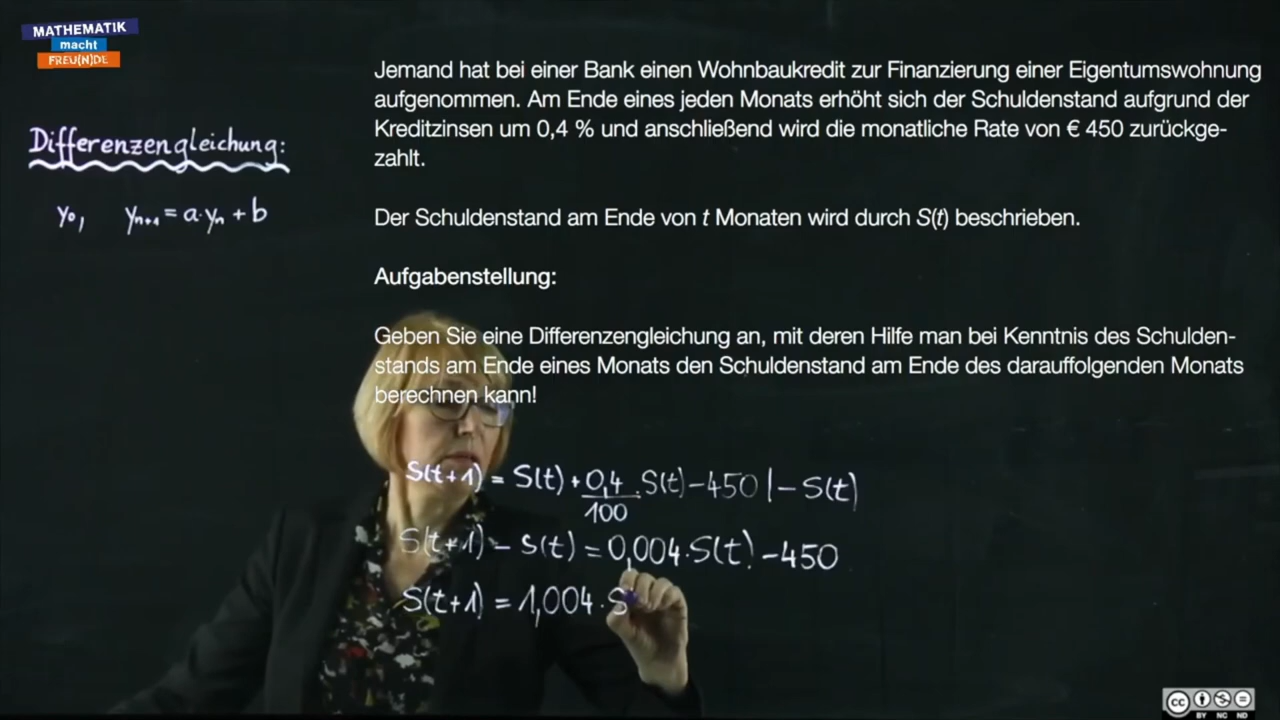 MATHEMATIK
macht
FREU(N)DE
Differenzengleichung:
y₀, yₙ₊₁ = a·yₙ + b
Jemand hat bei einer Bank einen Wohnbaukredit zur Finanzierung einer Eigentumswohnung
aufgenommen. Am Ende eines jeden Monats erhöht sich der Schuldenstand aufgrund der
Kreditzinsen um 0,4 % und anschließend wird die monatliche Rate von € 450 zurückge-
zahlt.
Der Schuldenstand am Ende von t Monaten wird durch S(t) beschrieben.
Aufgabenstellung:
Geben Sie eine Differenzengleichung an, mit deren Hilfe man bei Kenntnis des Schulden-
stands am Ende eines Monats den Schuldenstand am Ende des darauffolgenden Monats
berechnen kann!
S(t+1) = S(t) + 0,4/100 · S(t) − 450 | − S(t)
S(t+1) − S(t) = 0,004 · S(t) − 450
S(t+1) = 1,004 · S
cc BY NC ND